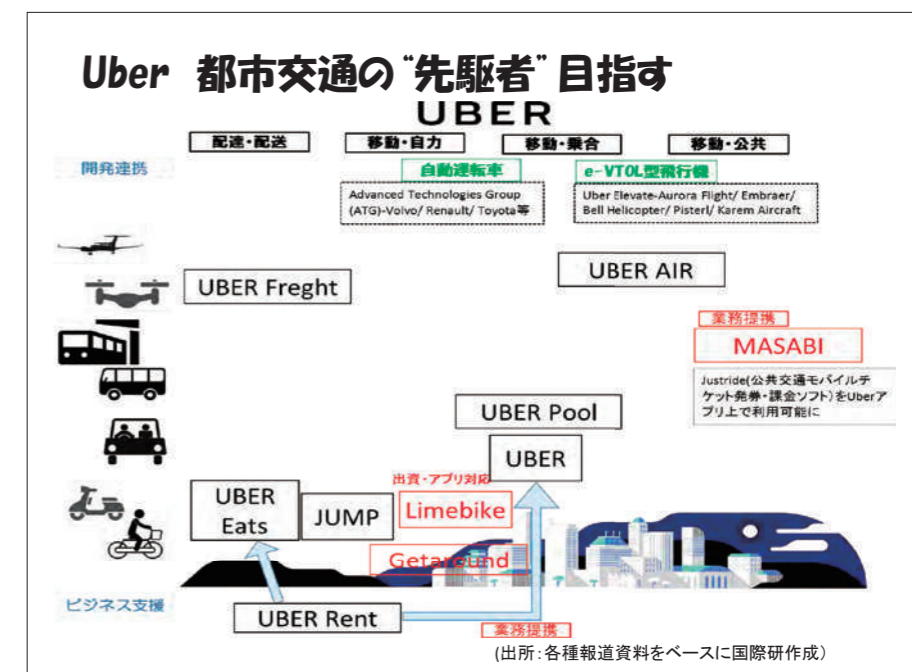 Uber 都市交通の“先駆者”目指す
UBER
配達・配送
移動・自力
移動・乗合
移動・公共
開発連携
自動運転車
e-VTOL型飛行機
Advanced Technologies Group
(ATG)-Volvo/ Renault/ Toyota等
Uber Elevate-Aurora Flight/ Embraer/
Bell Helicopter/ Pisterl/ Karem Aircraft
UBER AIR
UBER Freght
業務提携
MASABI
Justride(公共交通モバイルチ
ケット発券・課金ソフト)をUberア
プリ上で利用可能に
UBER Pool
UBER
出資・アプリ対応
UBER
Eats
JUMP
Limebike
Getaround
ビジネス支援
UBER Rent
業務提携
(出所：各種報道資料をベースに国際研作成）